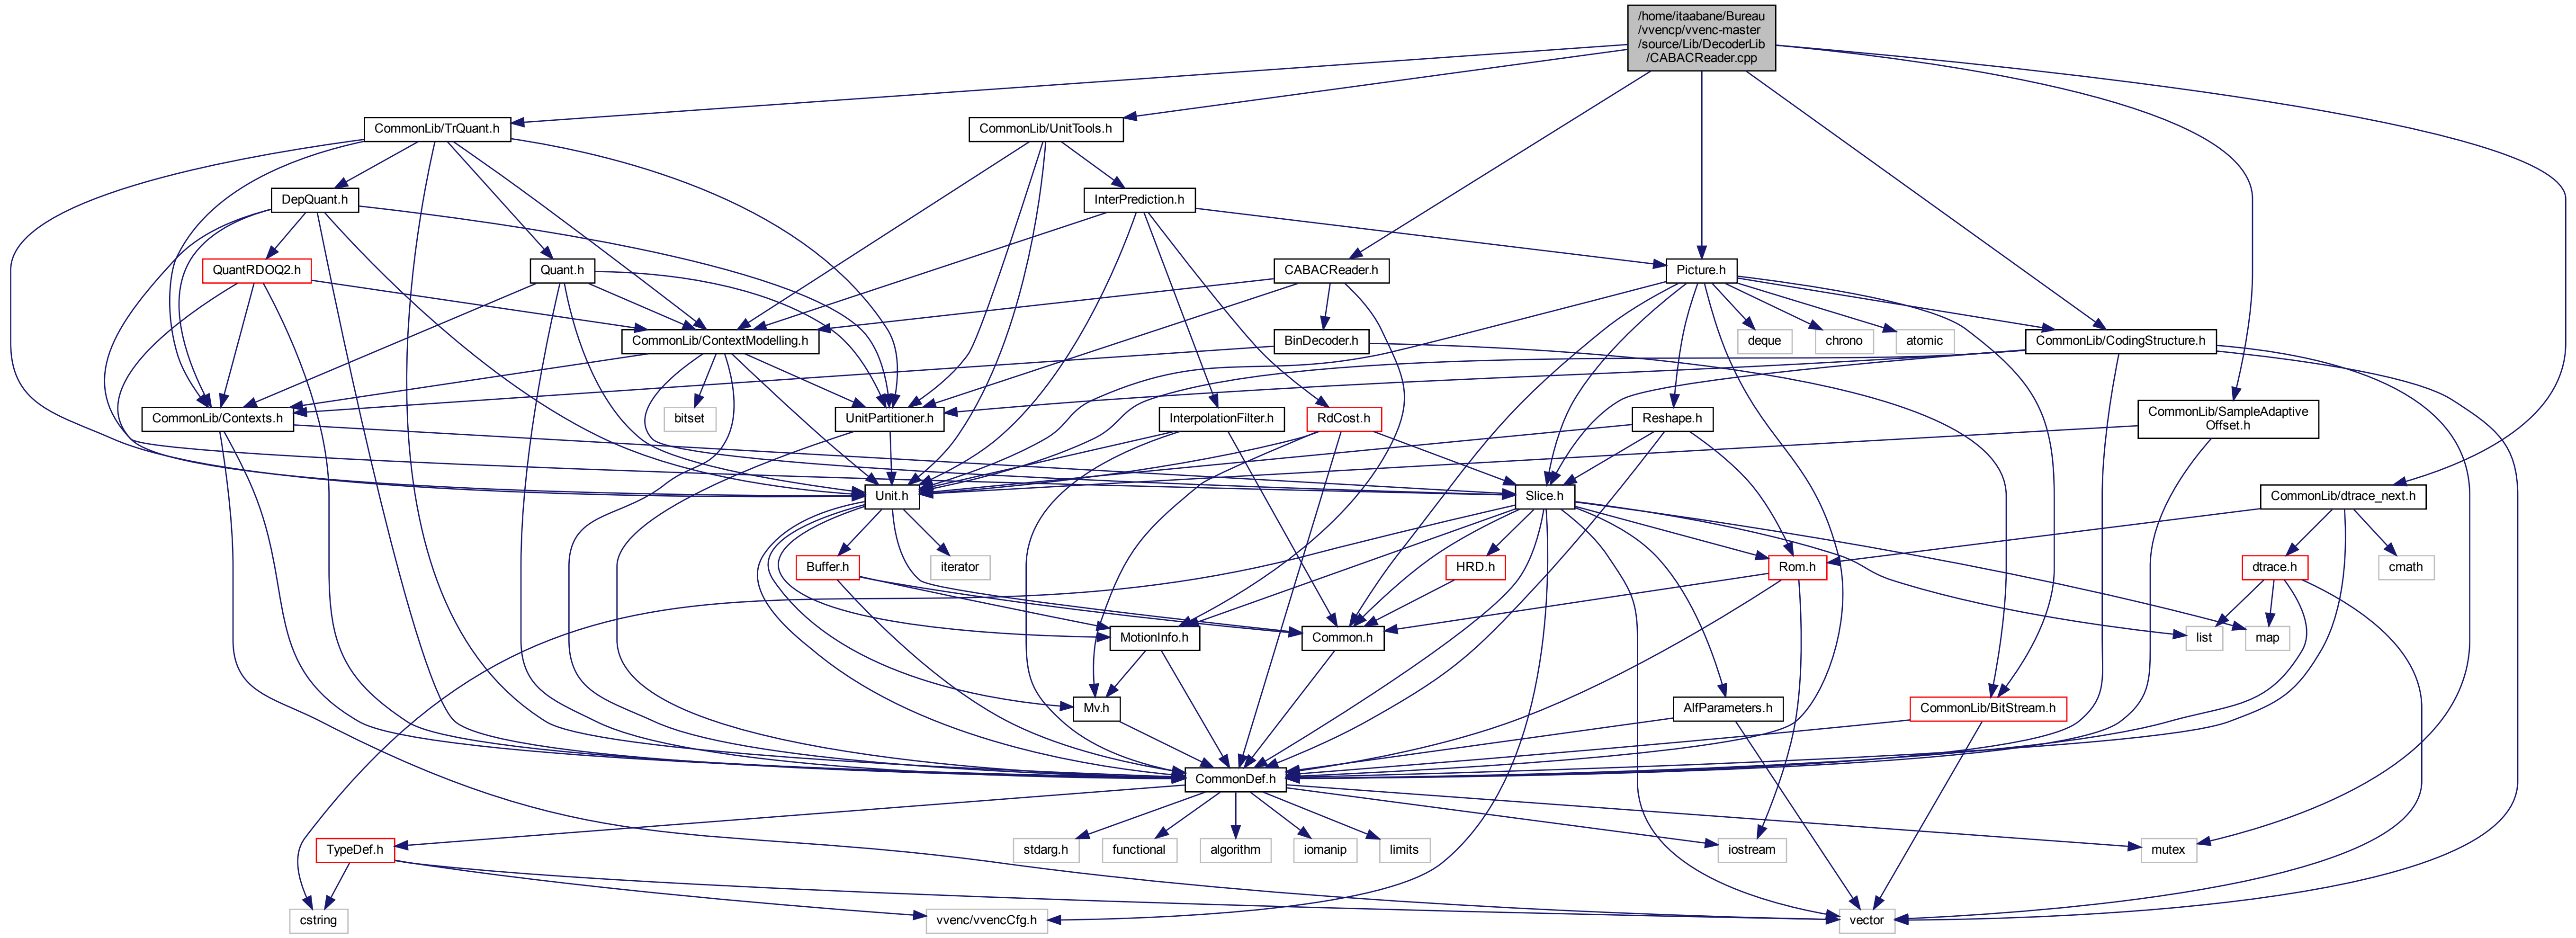 /home/itaabane/Bureau
/vvencp/vvenc-master
/source/Lib/DecoderLib
/CABACReader.cpp
CommonLib/TrQuant.h
CommonLib/UnitTools.h
DepQuant.h
InterPrediction.h
QuantRDOQ2.h
Quant.h
CABACReader.h
Picture.h
CommonLib/ContextModelling.h
BinDecoder.h
deque
chrono
atomic
CommonLib/CodingStructure.h
CommonLib/Contexts.h
bitset
UnitPartitioner.h
InterpolationFilter.h
RdCost.h
Reshape.h
CommonLib/SampleAdaptive
Offset.h
Unit.h
Slice.h
CommonLib/dtrace_next.h
Buffer.h
iterator
HRD.h
Rom.h
dtrace.h
cmath
MotionInfo.h
Common.h
list
map
Mv.h
AlfParameters.h
CommonLib/BitStream.h
CommonDef.h
TypeDef.h
stdarg.h
functional
algorithm
iomanip
limits
iostream
mutex
cstring
vvenc/vvencCfg.h
vector